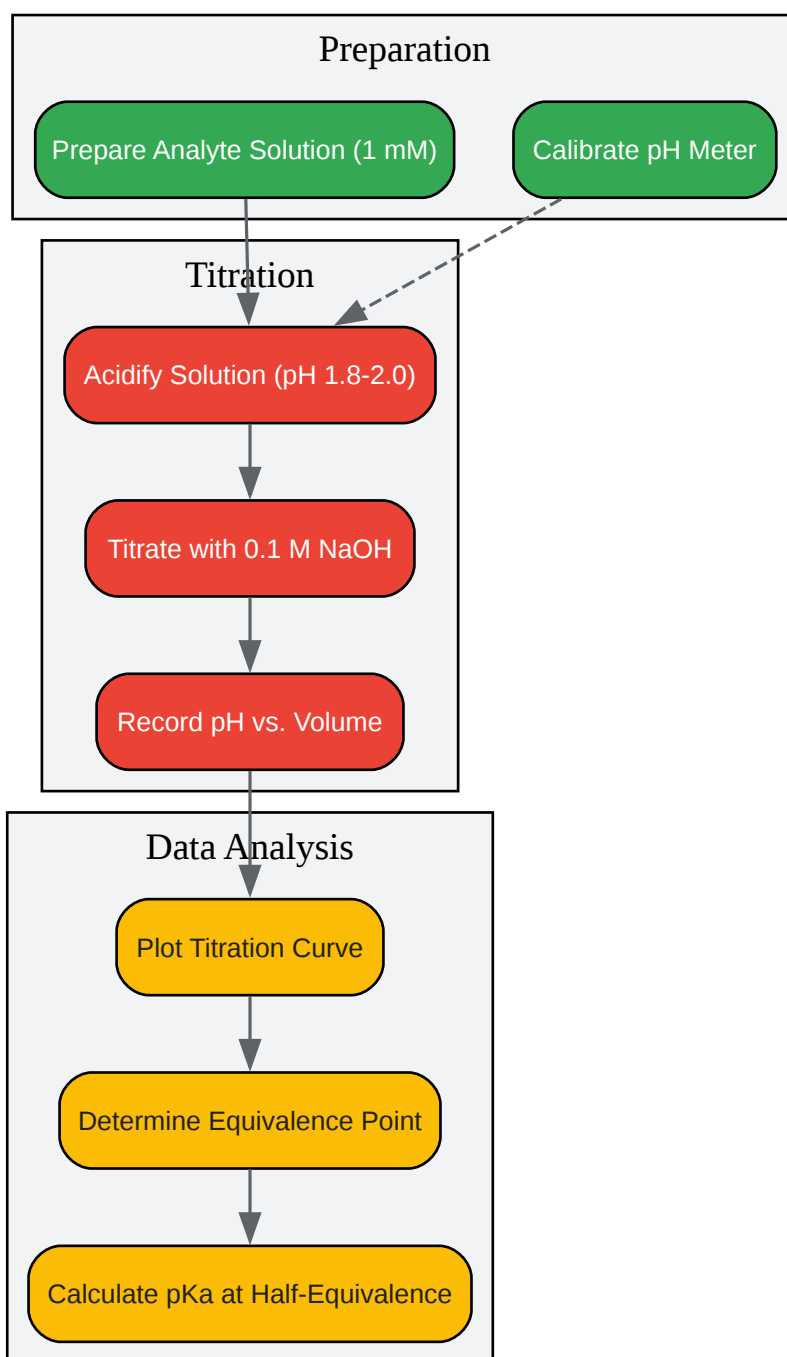 Preparation
Prepare Analyte Solution (1 mM)
Calibrate pH Meter
Titration
Acidify Solution (pH 1.8-2.0)
Titrate with 0.1 M NaOH
Record pH vs. Volume
Data Analysis
Plot Titration Curve
Determine Equivalence Point
Calculate pKa at Half-Equivalence